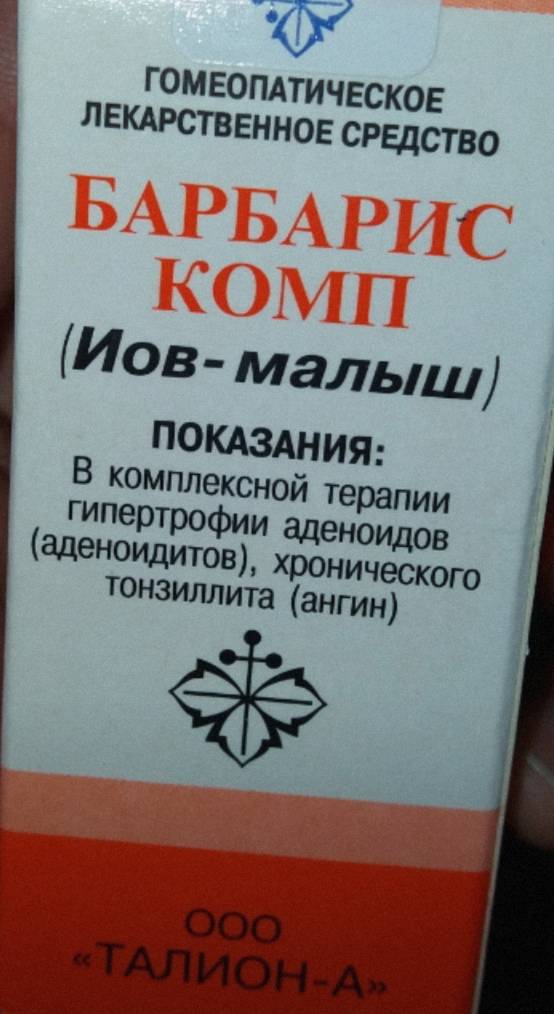 ГОМЕОПАТИЧЕСКОЕ
ЛЕКАРСТВЕННОЕ СРЕДСТВО
БАРБАРИС
КОМП
(Иов-малыш)
ПОКАЗАНИЯ:
В комплексной терапии
гипертрофии аденоидов
(аденоидитов), хронического
тонзиллита (ангин)
ООО
«ТАЛИОН-А»